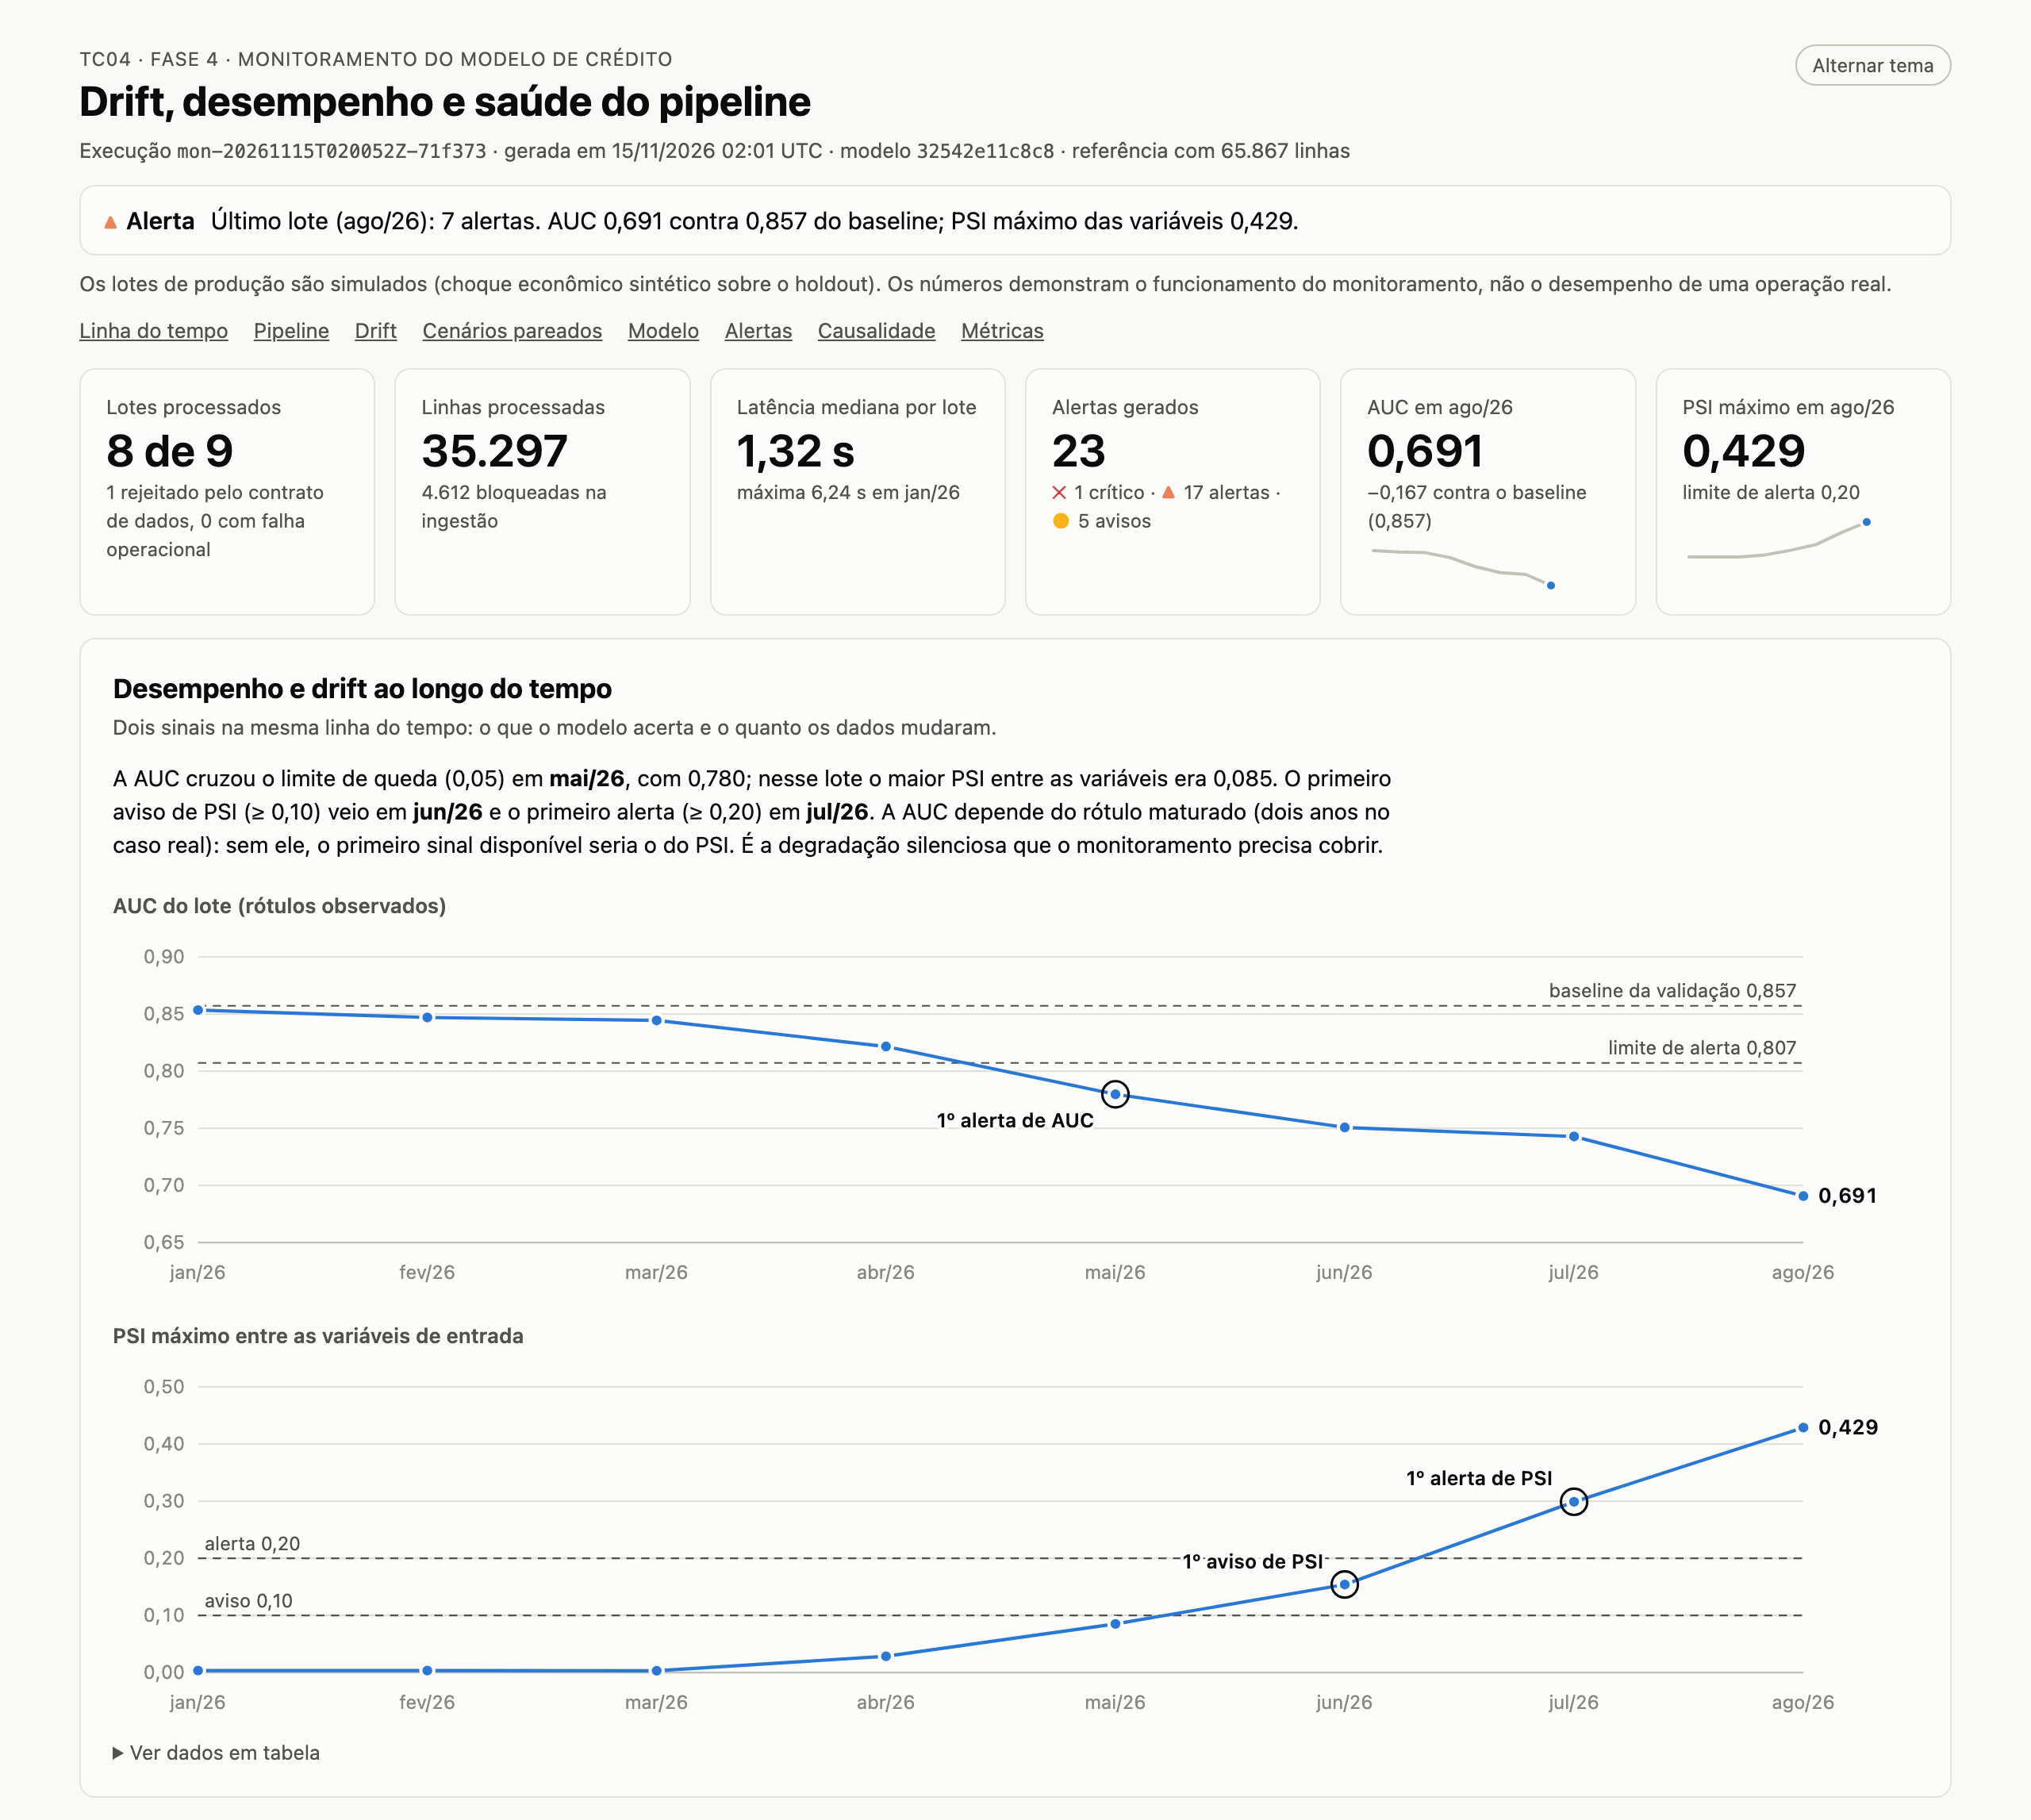 TC04 · FASE 4 · MONITORAMENTO DO MODELO DE CRÉDITO
Alternar tema
Drift, desempenho e saúde do pipeline
Execução mon-20261115T020052Z-71f373 · gerada em 15/11/2026 02:01 UTC · modelo 32542e11c8c8 · referência com 65.867 linhas
Alerta Último lote (ago/26): 7 alertas. AUC 0,691 contra 0,857 do baseline; PSI máximo das variáveis 0,429.
Os lotes de produção são simulados (choque econômico sintético sobre o holdout). Os números demonstram o funcionamento do monitoramento, não o desempenho de uma operação real.
Linha do tempo Pipeline Drift Cenários pareados Modelo Alertas Causalidade Métricas
Lotes processados
8 de 9
1 rejeitado pelo contrato
de dados, 0 com falha
operacional
Linhas processadas
35.297
4.612 bloqueadas na
ingestão
Latência mediana por lote
1,32 s
máxima 6,24 s em jan/26
Alertas gerados
23
1 crítico · 17 alertas ·
5 avisos
AUC em ago/26
0,691
−0,167 contra o baseline
(0,857)
PSI máximo em ago/26
0,429
limite de alerta 0,20
Desempenho e drift ao longo do tempo
Dois sinais na mesma linha do tempo: o que o modelo acerta e o quanto os dados mudaram.
A AUC cruzou o limite de queda (0,05) em mai/26, com 0,780; nesse lote o maior PSI entre as variáveis era 0,085. O primeiro
aviso de PSI (≥ 0,10) veio em jun/26 e o primeiro alerta (≥ 0,20) em jul/26. A AUC depende do rótulo maturado (dois anos no
caso real): sem ele, o primeiro sinal disponível seria o do PSI. É a degradação silenciosa que o monitoramento precisa cobrir.
AUC do lote (rótulos observados)
0,90
baseline da validação 0,857
0,85
limite de alerta 0,807
0,80
1º alerta de AUC
0,75
0,70
0,691
0,65
jan/26 fev/26 mar/26 abr/26 mai/26 jun/26 jul/26 ago/26
PSI máximo entre as variáveis de entrada
0,50
0,429
0,40
1º alerta de PSI
0,30
alerta 0,20
0,20
1º aviso de PSI
aviso 0,10
0,10
0,00
jan/26 fev/26 mar/26 abr/26 mai/26 jun/26 jul/26 ago/26
Ver dados em tabela